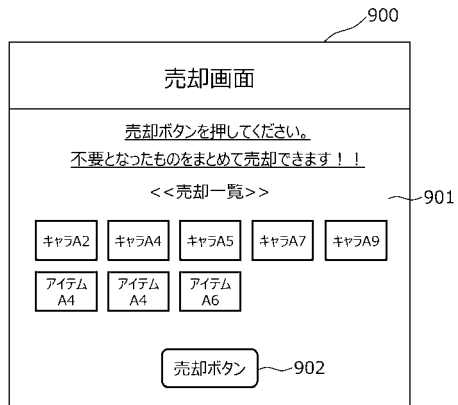 900
売却画面
売却ボタンを押してください。
不要となったものをまとめて売却できます！！
<<売却一覧>>
901
キャラA2 キャラA4 キャラA5 キャラA7 キャラA9
アイテム アイテム アイテム
A4 A4 A6
売却ボタン 902